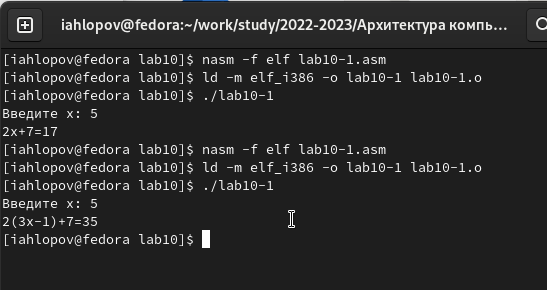 iahlopov@fedora:~/work/study/2022-2023/Архитектура компь…
[iahlopov@fedora lab10]$ nasm -f elf lab10-1.asm
[iahlopov@fedora lab10]$ ld -m elf_i386 -o lab10-1 lab10-1.o
[iahlopov@fedora lab10]$ ./lab10-1
Введите x: 5
2x+7=17
[iahlopov@fedora lab10]$ nasm -f elf lab10-1.asm
[iahlopov@fedora lab10]$ ld -m elf_i386 -o lab10-1 lab10-1.o
[iahlopov@fedora lab10]$ ./lab10-1
Введите x: 5
2(3x-1)+7=35
[iahlopov@fedora lab10]$